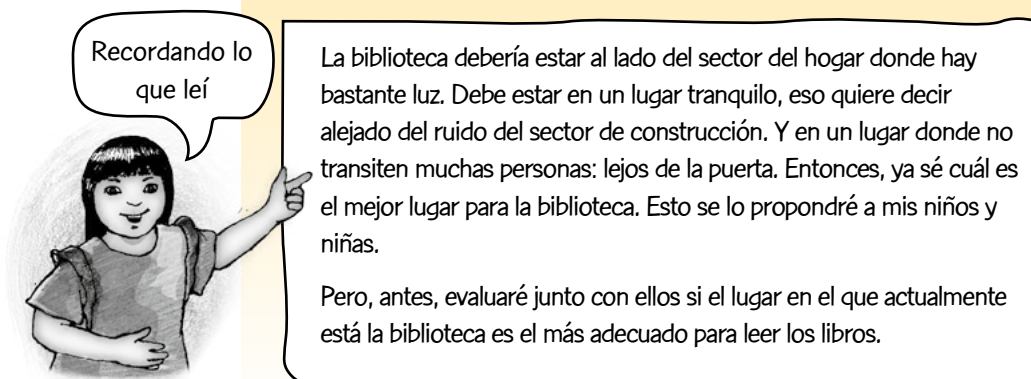 Recordando lo
que leí
La biblioteca debería estar al lado del sector del hogar donde hay
bastante luz. Debe estar en un lugar tranquilo, eso quiere decir
alejado del ruido del sector de construcción. Y en un lugar donde no
transiten muchas personas: lejos de la puerta. Entonces, ya sé cuál es
el mejor lugar para la biblioteca. Esto se lo propondré a mis niños y
niñas.
Pero, antes, evaluaré junto con ellos si el lugar en el que actualmente
está la biblioteca es el más adecuado para leer los libros.